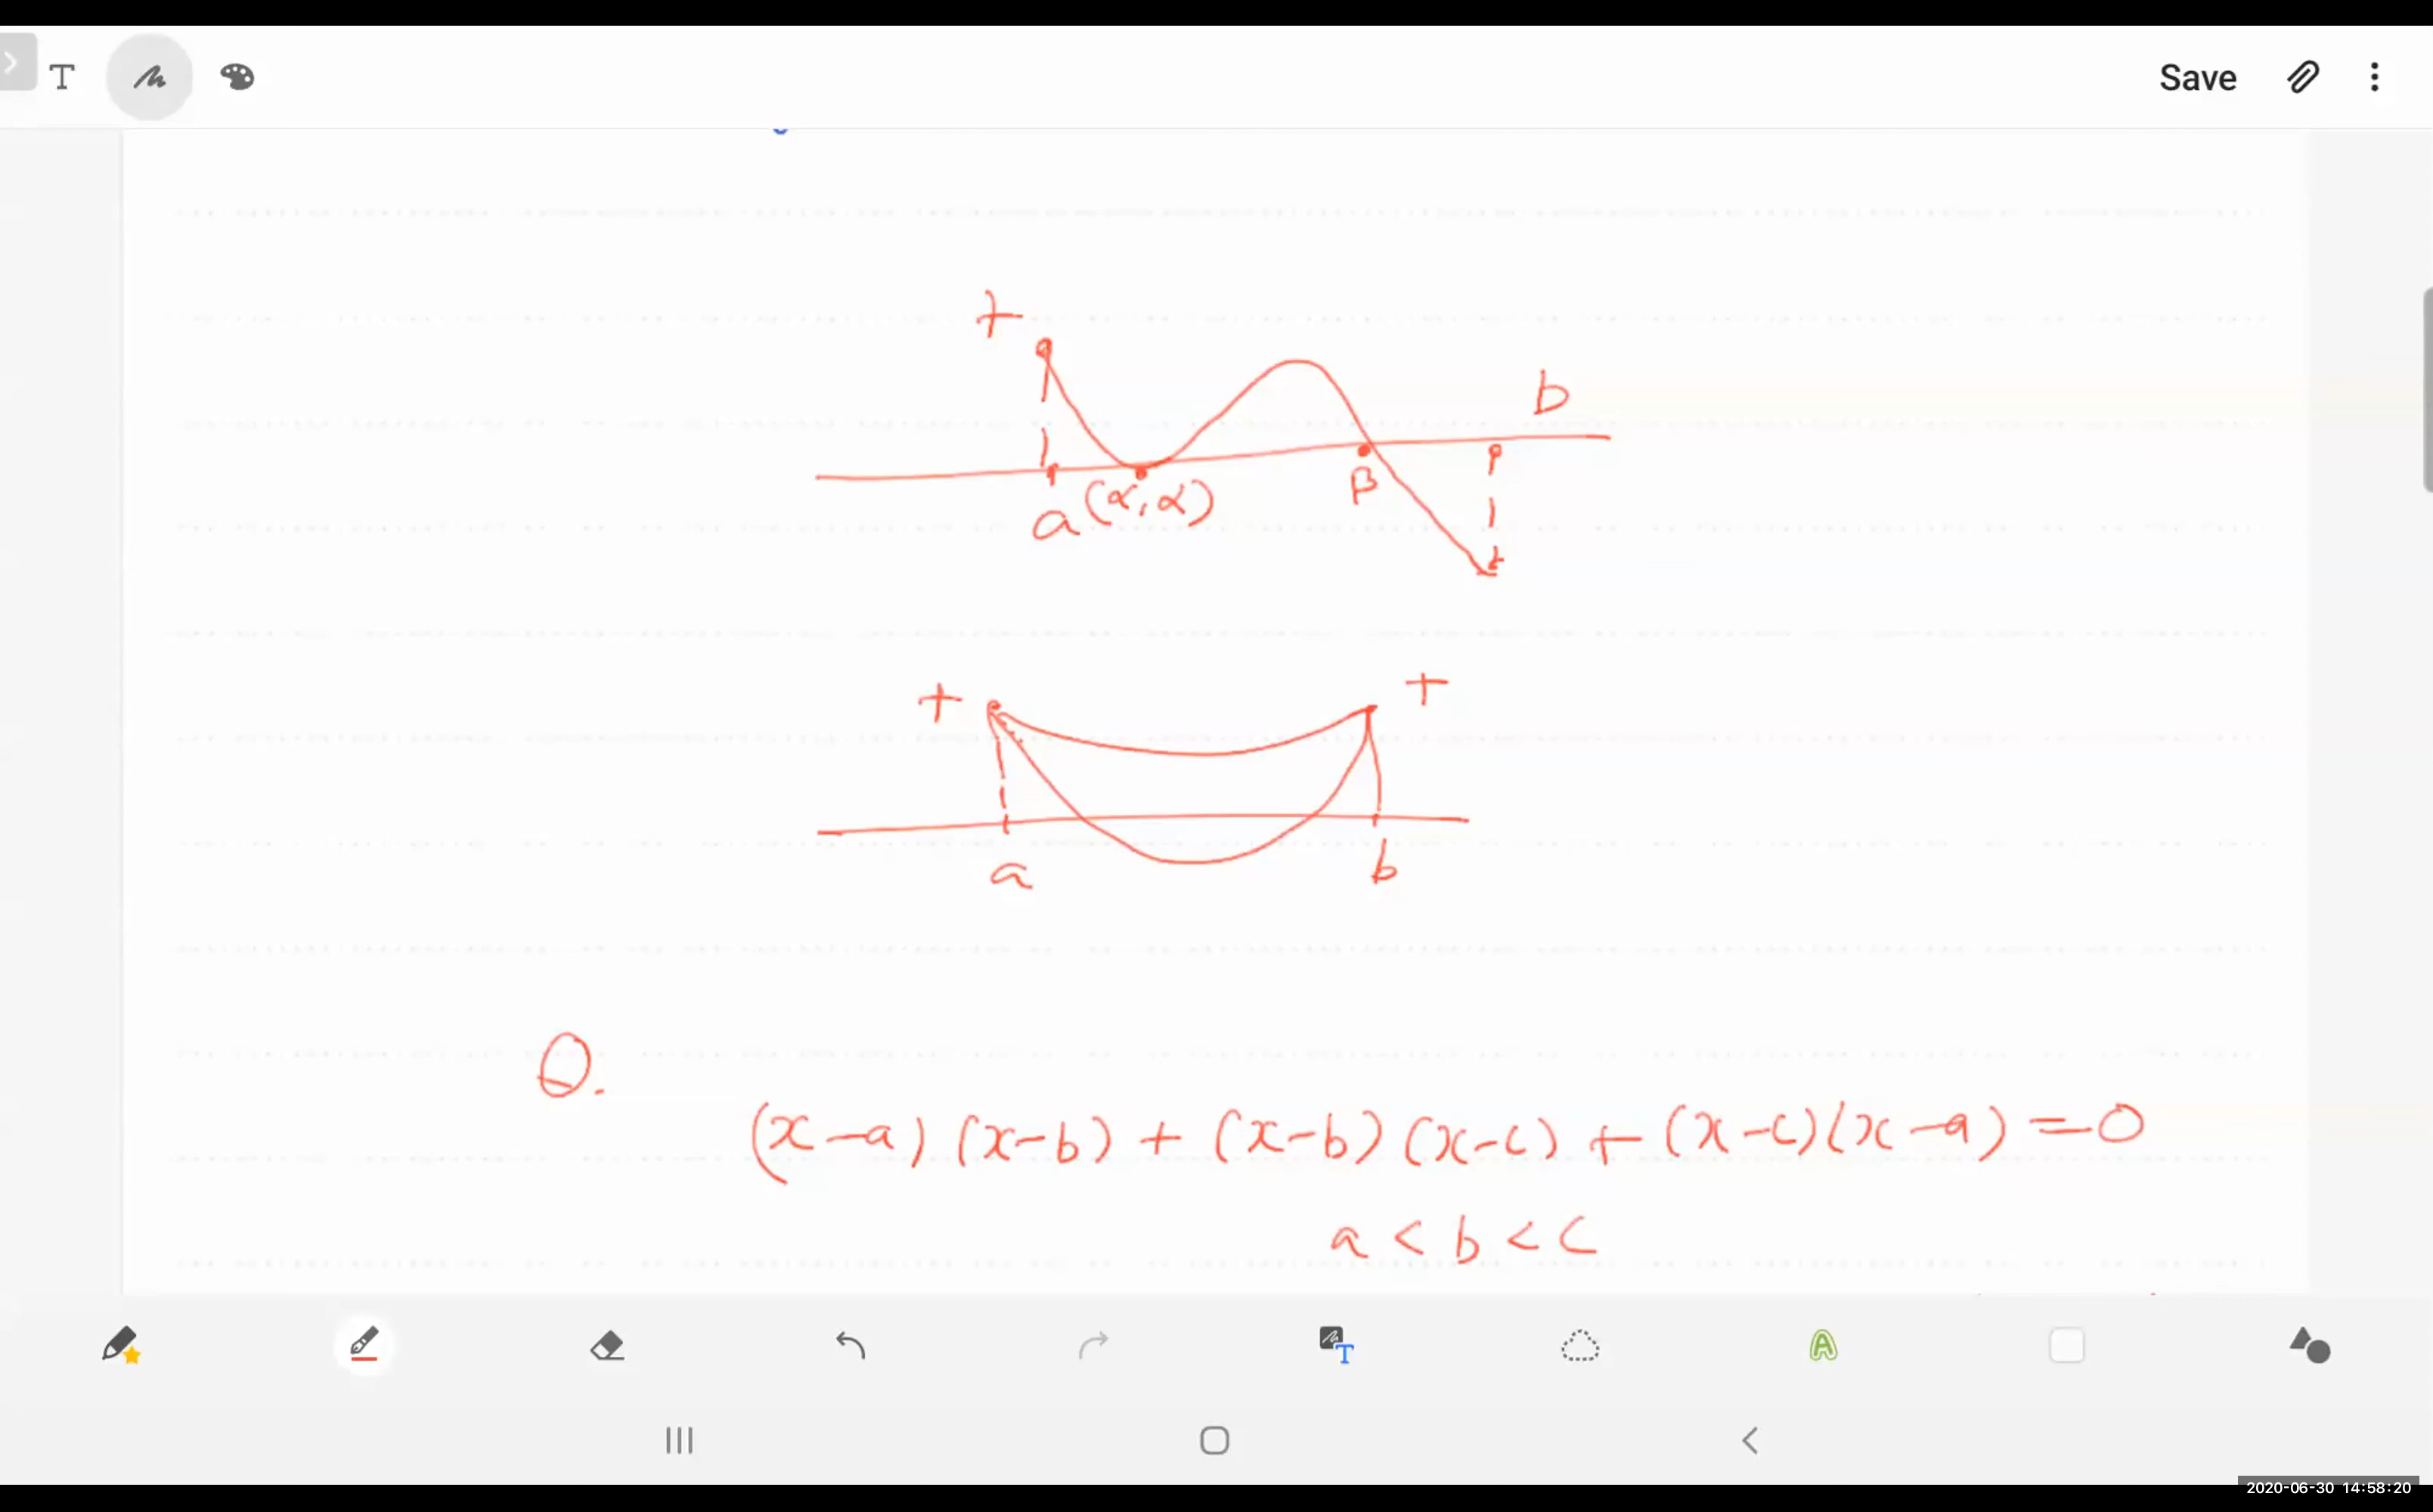 T
Save
+
b
β
a (α, α)
+ +
a b
Q.
(x-a) (x-b) + (x-b) (x-c) + (x-c) (x-a) = 0
a < b < c
T
A
2020-06-30 14:58:20